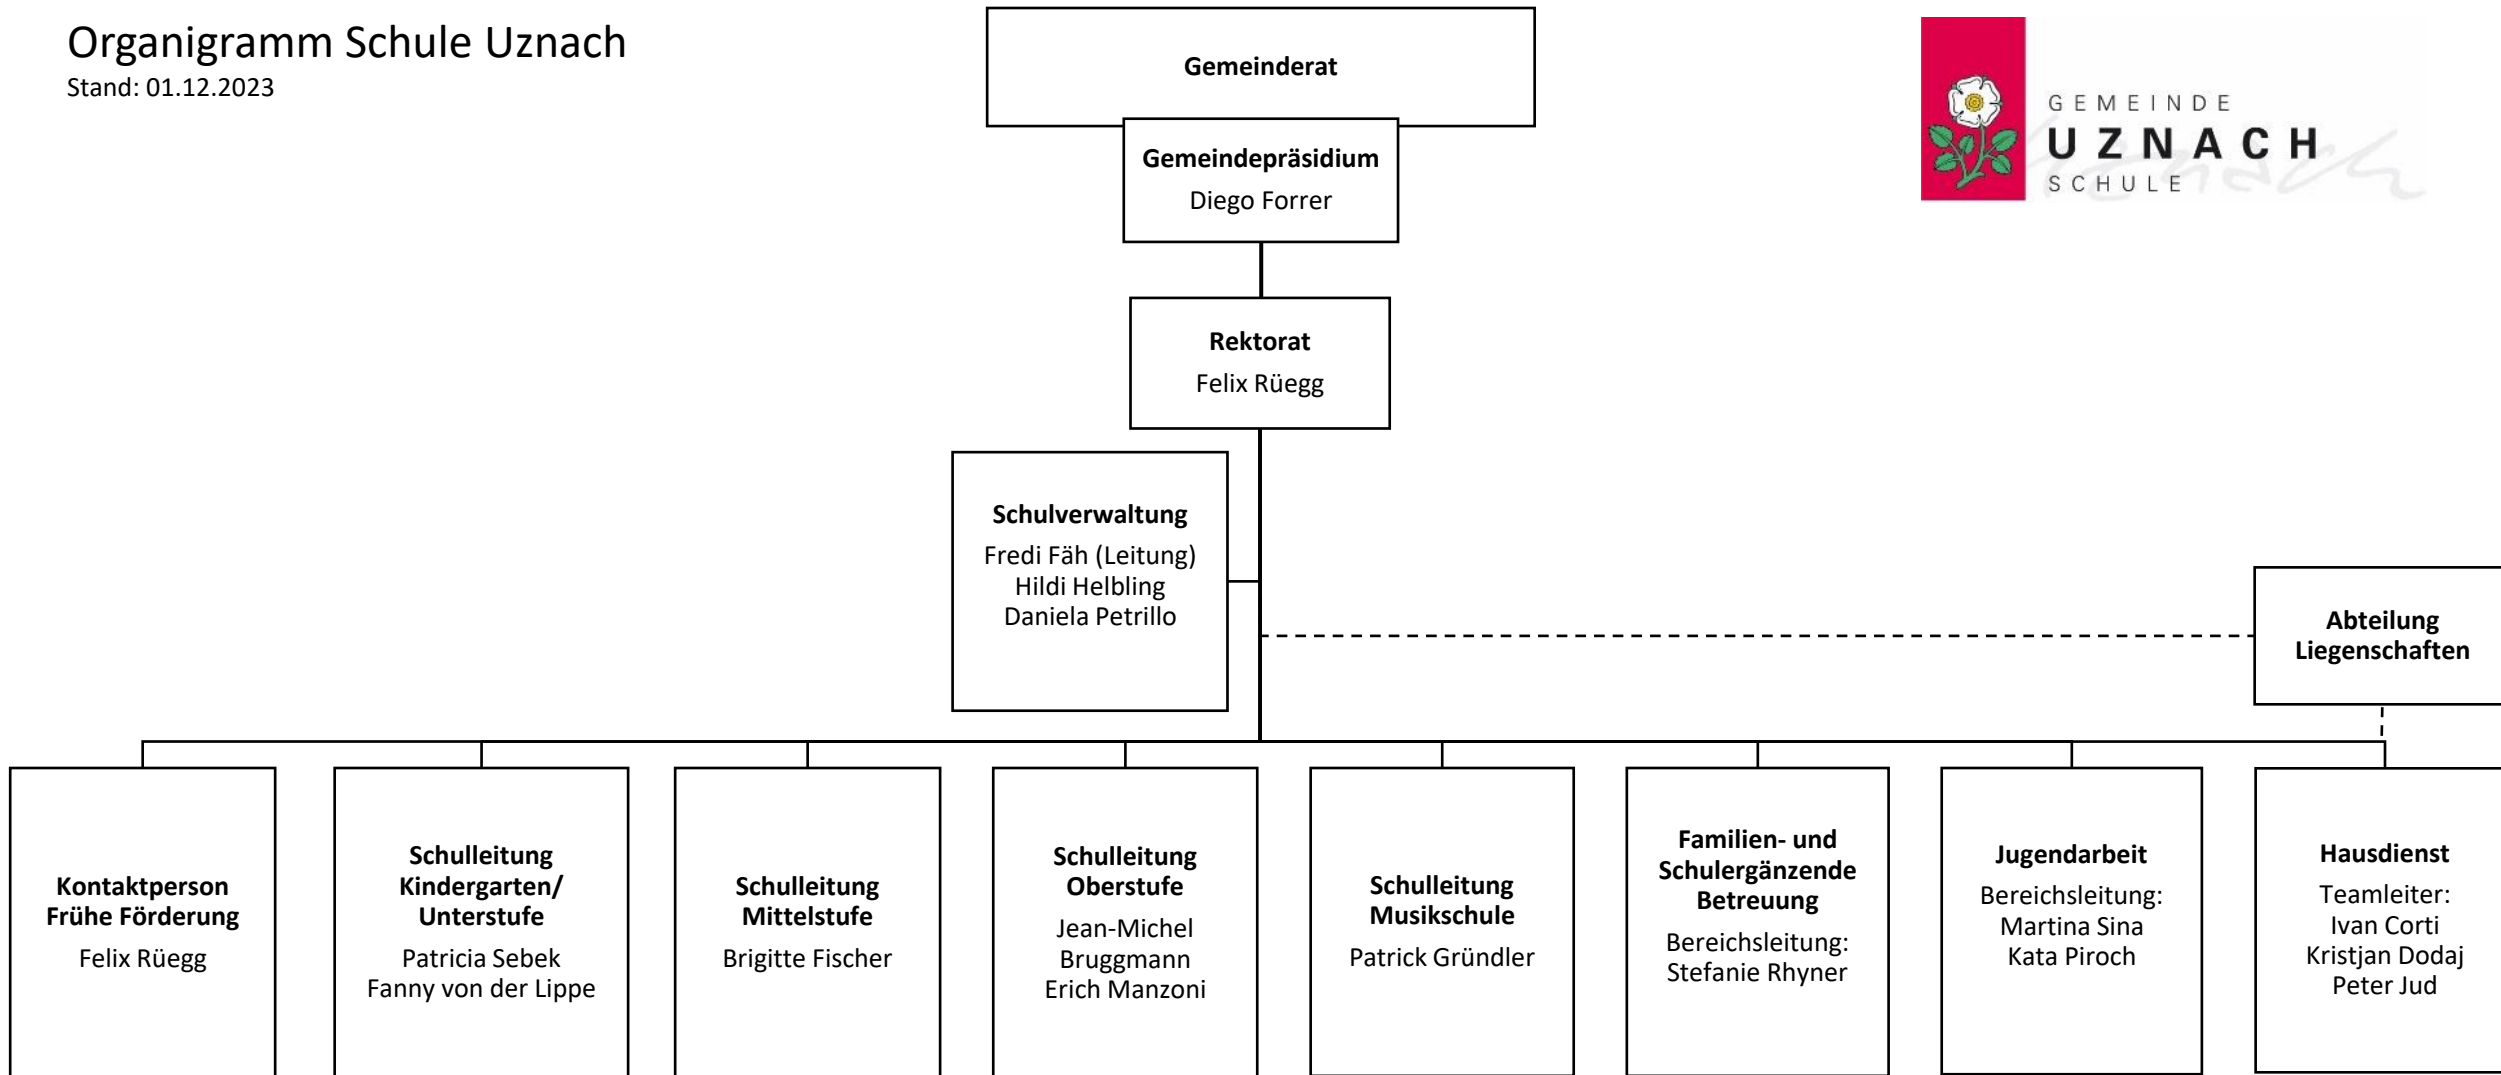 Organigramm Schule Uznach
Stand: 01.12.2023
Gemeinderat
Gemeindepräsidium
Diego Forrer
GEMEINDE
UZNACH
SCHULE
Rektorat
Felix Rüegg
Schulverwaltung
Fredi Fäh (Leitung)
Hildi Helbling
Daniela Petrillo
Abteilung
Liegenschaften
Kontaktperson
Frühe Förderung
Felix Rüegg
Schulleitung
Kindergarten/
Unterstufe
Patricia Sebek
Fanny von der Lippe
Schulleitung
Mittelstufe
Brigitte Fischer
Schulleitung
Oberstufe
Jean-Michel
Bruggmann
Erich Manzoni
Schulleitung
Musikschule
Patrick Gründler
Familien- und
Schulergänzende
Betreuung
Bereichsleitung:
Stefanie Rhyner
Jugendarbeit
Bereichsleitung:
Martina Sina
Kata Piroch
Hausdienst
Teamleiter:
Ivan Corti
Kristjan Dodaj
Peter Jud